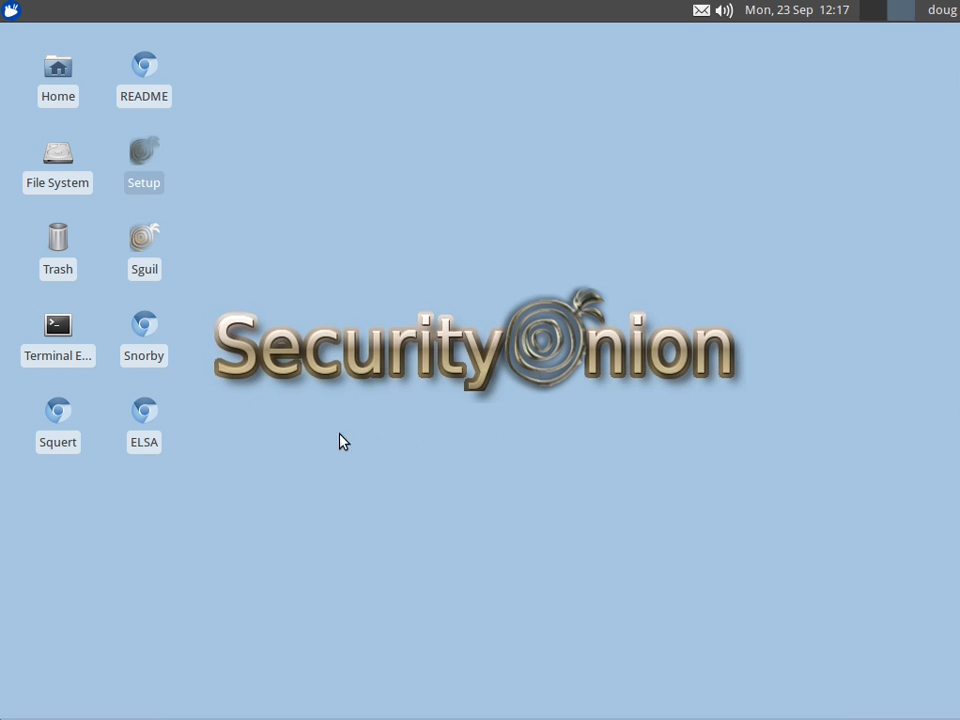 Mon, 23 Sep 12:17
doug
Home
README
File System
Setup
Trash
Sguil
Terminal E...
Snorby
Squert
ELSA
SecurityOnion